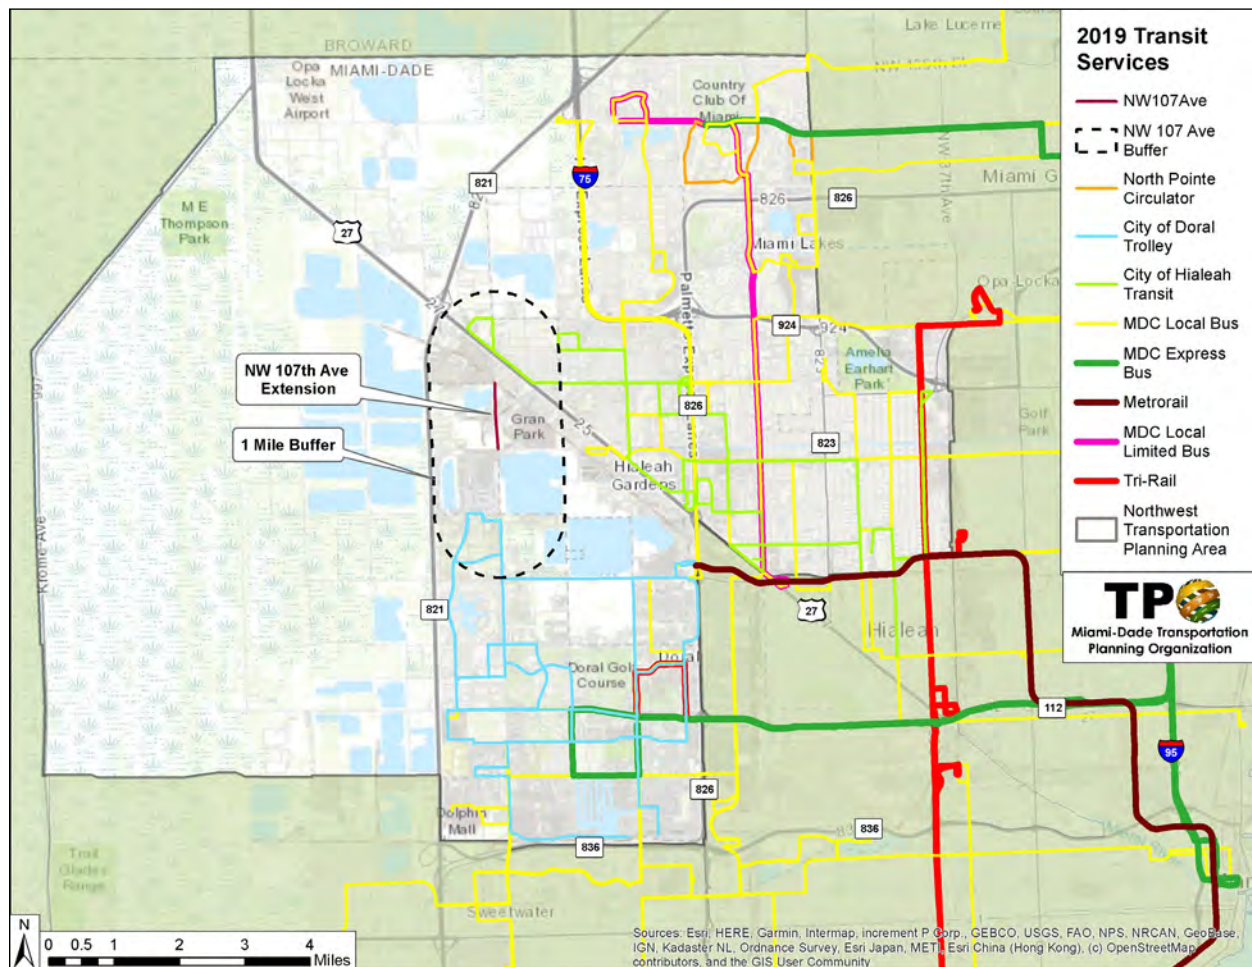 2019 Transit
Services
NW107Ave
NW 107 Ave
Buffer
North Pointe
Circulator
City of Doral
Trolley
City of Hialeah
Transit
MDC Local Bus
MDC Express
Bus
Metrorail
MDC Local
Limited Bus
Tri-Rail
Northwest
Transportation
Planning Area
TPO
Miami-Dade Transportation
Planning Organization
Lake Lucerne
BROWARD
MIAMI-DADE
Opa
Locka
West
Airport
Country
Club Of
Miami
NW 37th Ave
75
821
826
826
Miami G
M E
Thompson
Park
27
27
Miami Lakes
Opa-Locka
924
924
823
Amelia
Earhart
Park
NW 107th Ave
Extension
1 Mile Buffer
Gran
Park
25
826
823
Golf
Park
Hialeah
Gardens
997
Krome Ave
821
27
Hialeah
Doral Gol
Course
Doral
112
95
826
Dolphin
Mall
836
836
Trail
Glades
Range
Sweetwater
N
0 0.5 1 2 3 4
Miles
Sources: Esri, HERE, Garmin, Intermap, increment P Corp., GEBCO, USGS, FAO, NPS, NRCAN, GeoBase,
IGN, Kadaster NL, Ordnance Survey, Esri Japan, METI, Esri China (Hong Kong), (c) OpenStreetMap
contributors, and the GIS User Community